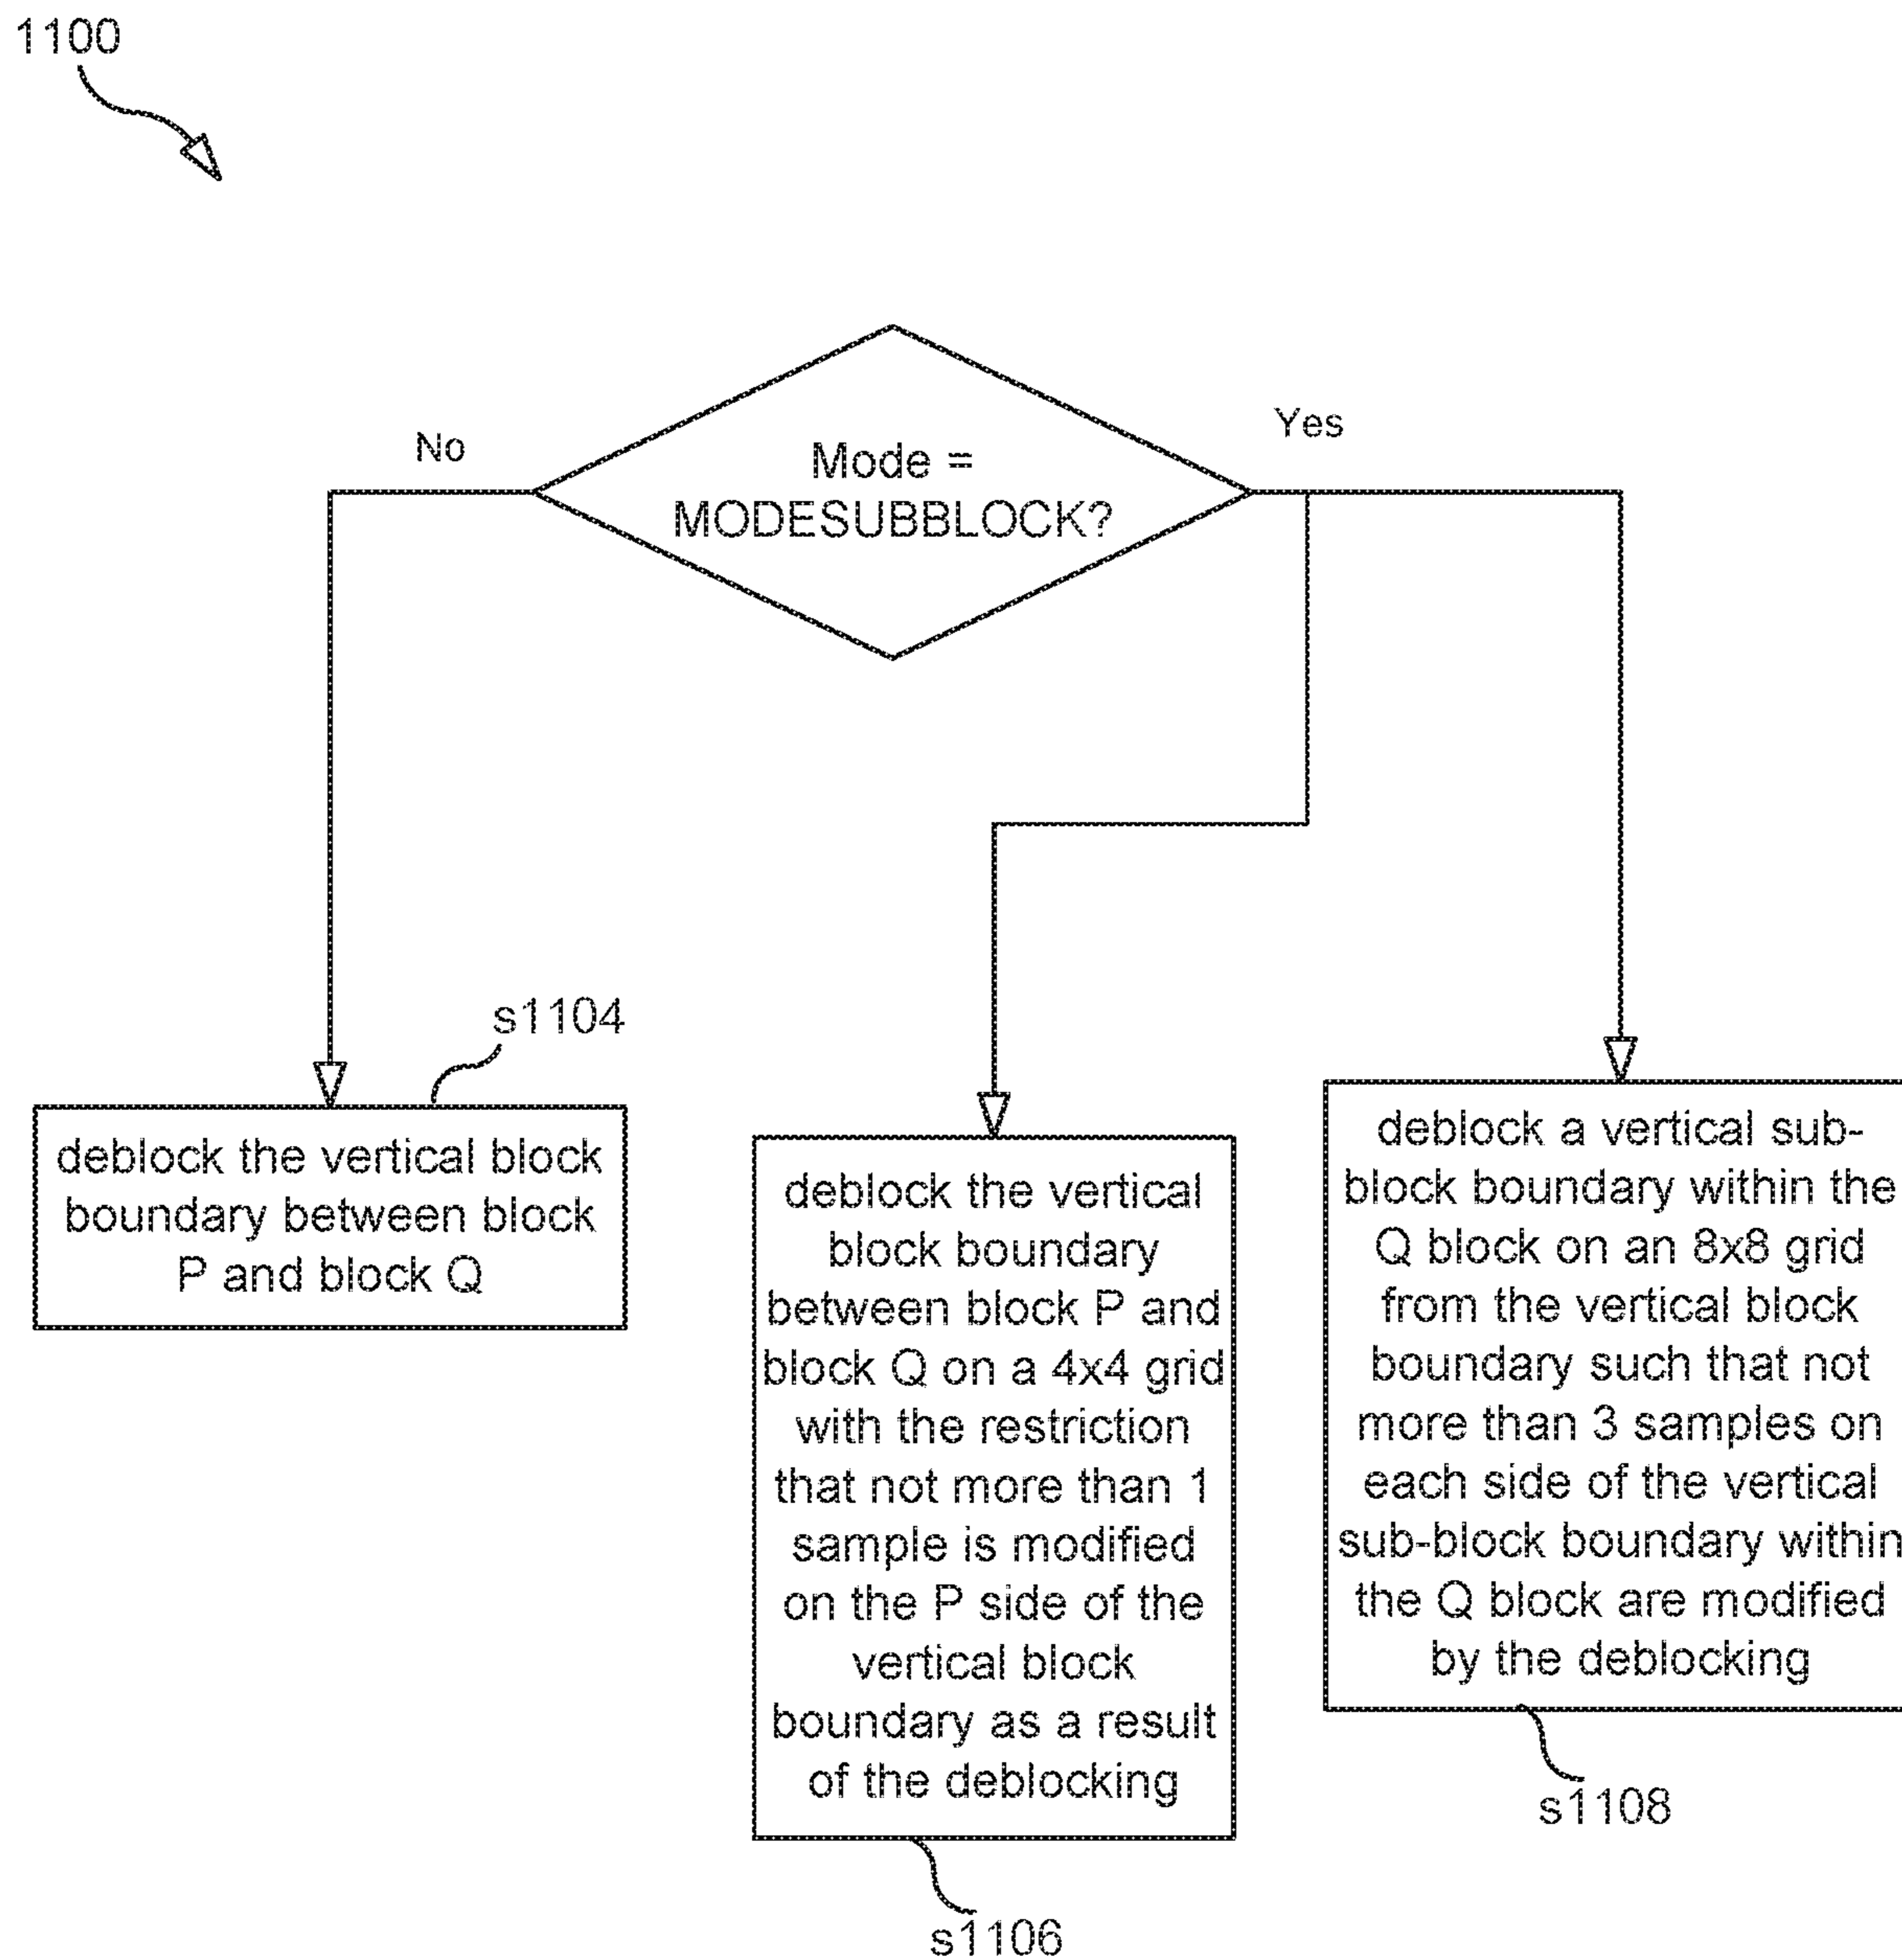 1100
No
Yes
Mode =
MODESUBBLOCK?
s1104
deblock the vertical block
boundary between block
P and block Q
deblock the vertical
block boundary
between block P and
block Q on a 4x4 grid
with the restriction
that not more than 1
sample is modified
on the P side of the
vertical block
boundary as a result
of the deblocking
s1106
deblock a vertical sub-
block boundary within the
Q block on an 8x8 grid
from the vertical block
boundary such that not
more than 3 samples on
each side of the vertical
sub-block boundary within
the Q block are modified
by the deblocking
s1108